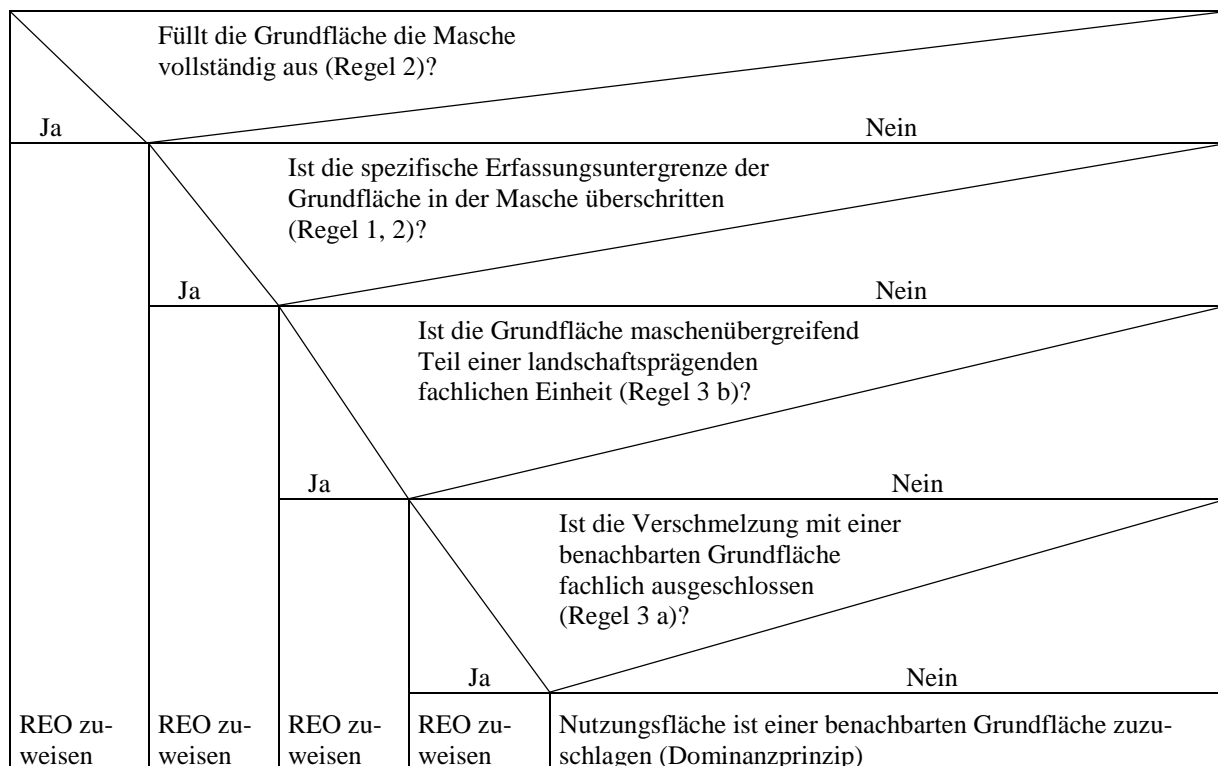 Füllt die Grundfläche die Masche
vollständig aus (Regel 2)?
Ja
Nein
Ist die spezifische Erfassungsuntergrenze der
Grundfläche in der Masche überschritten
(Regel 1, 2)?
Ja
Nein
Ist die Grundfläche maschenübergreifend
Teil einer landschaftsprägenden
fachlichen Einheit (Regel 3 b)?
Ja
Nein
Ist die Verschmelzung mit einer
benachbarten Grundfläche
fachlich ausgeschlossen
(Regel 3 a)?
Ja
Nein
REO zu-
weisen
REO zu-
weisen
REO zu-
weisen
REO zu-
weisen
Nutzungsfläche ist einer benachbarten Grundfläche zuzu-
schlagen (Dominanzprinzip)